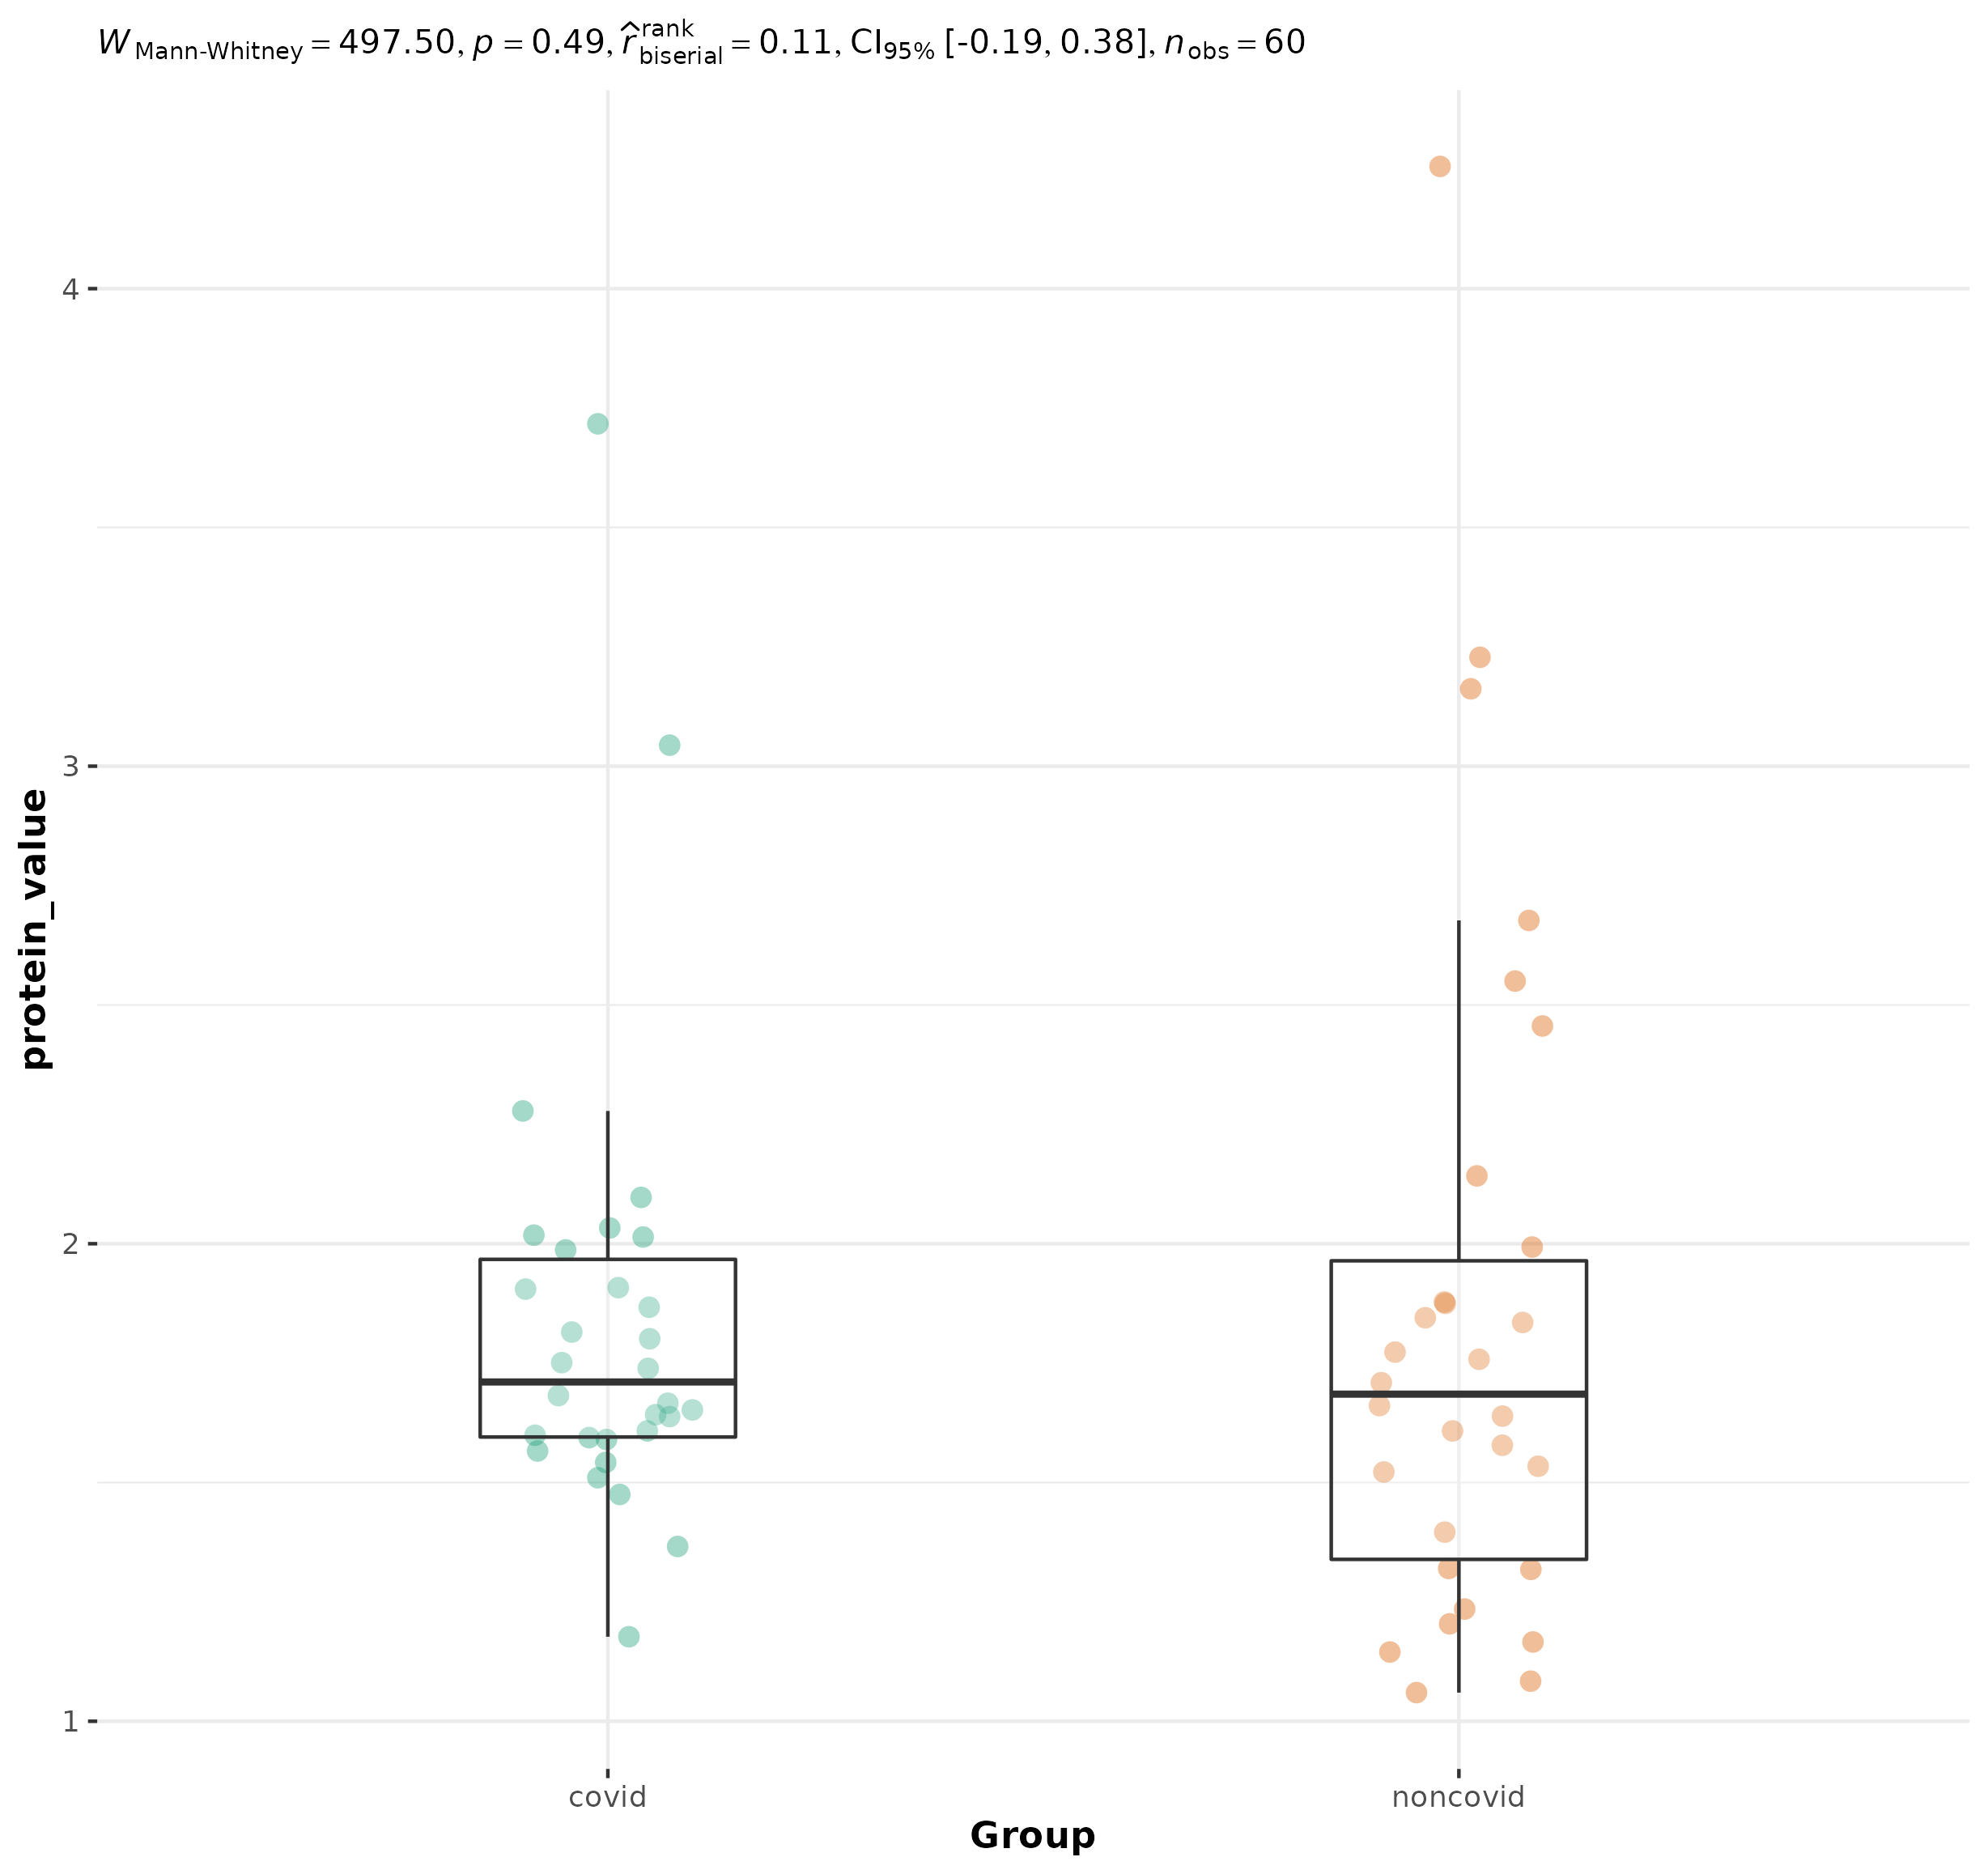 W Mann-Whitney = 497.50, p = 0.49, r̂ rank biserial = 0.11, CI95% [-0.19, 0.38], n obs = 60
4
3
2
1
protein_value
covid
noncovid
Group